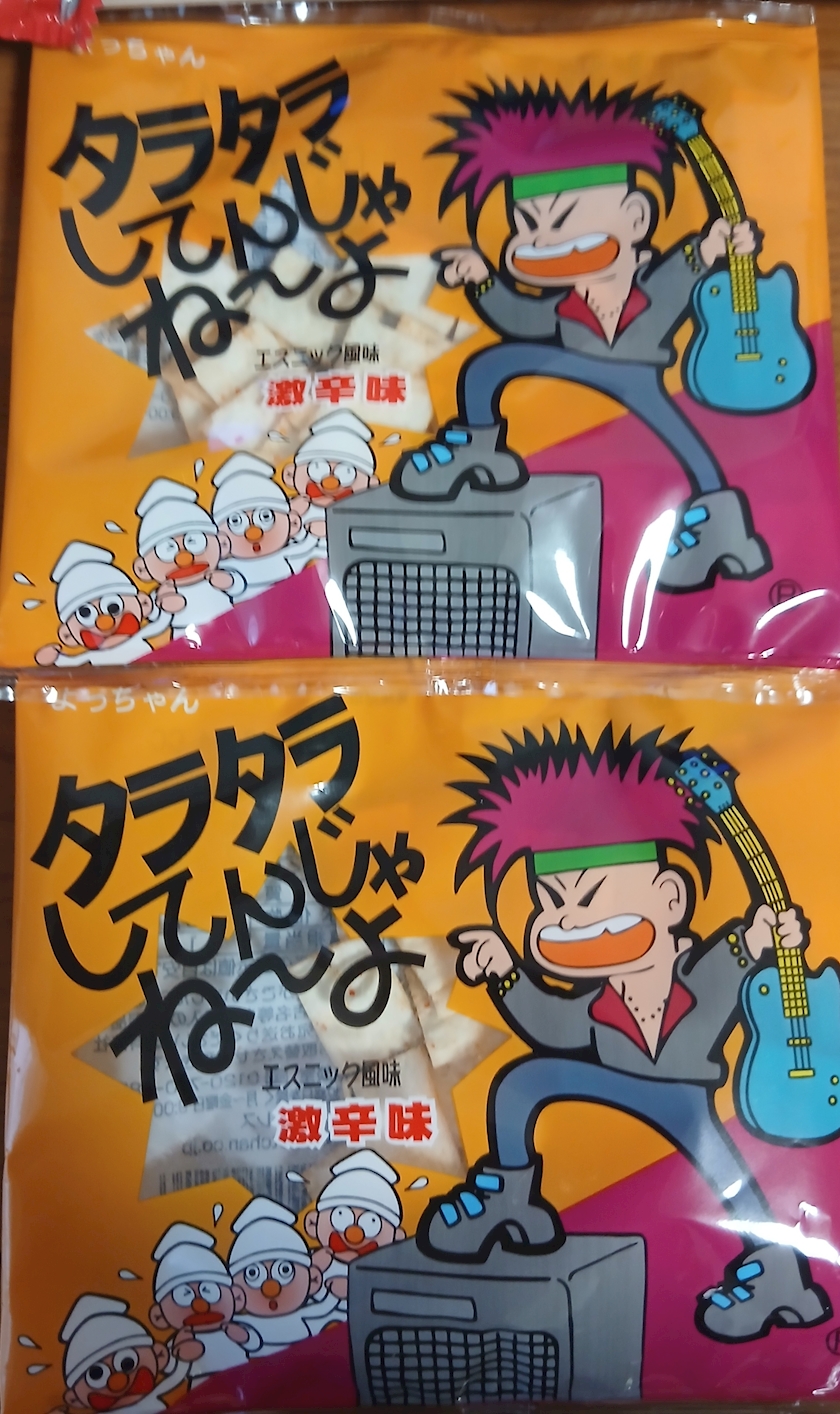 よっちゃん
タラタラ
してんじゃ
ね〜よ
エスニック風味
激辛味
よっちゃん
タラタラ
してんじゃ
ね〜よ
エスニック風味
激辛味